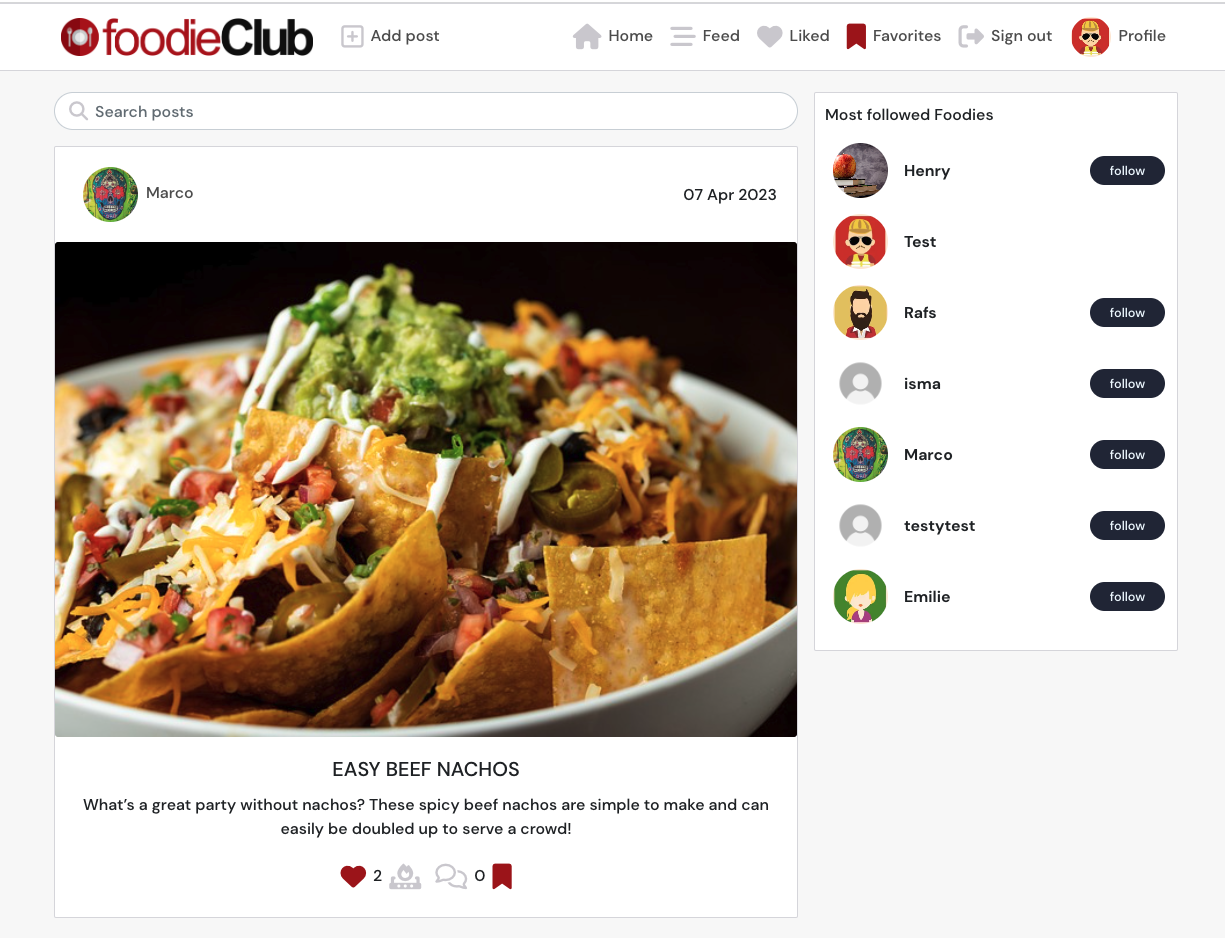 foodieClub
Add post
Home
Feed
Liked
Favorites
Sign out
Profile
Search posts
Marco
07 Apr 2023
EASY BEEF NACHOS
What’s a great party without nachos? These spicy beef nachos are simple to make and can
easily be doubled up to serve a crowd!
2
0
Most followed Foodies
Henry
follow
Test
Rafs
follow
isma
follow
Marco
follow
testytest
follow
Emilie
follow